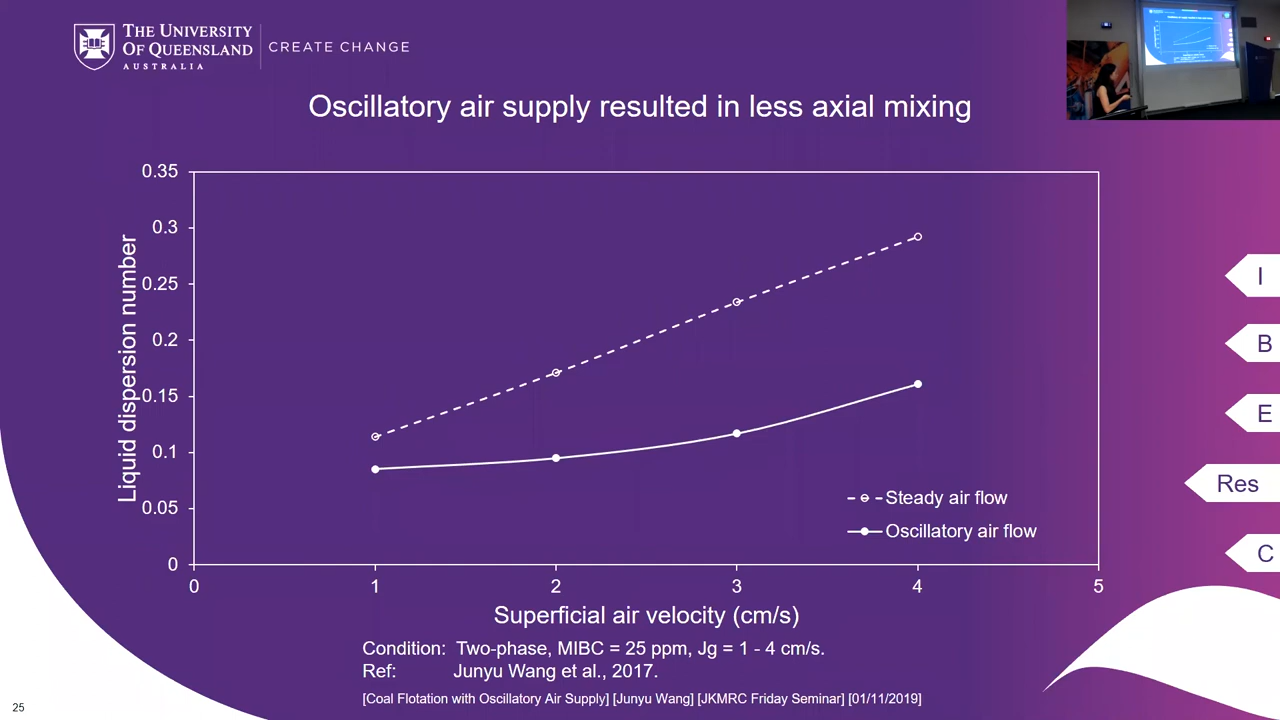 THE UNIVERSITY
OF QUEENSLAND
AUSTRALIA
CREATE CHANGE
Oscillatory air supply resulted in less axial mixing
0.35
0.3
0.25
0.2
0.15
0.1
0.05
0
Liquid dispersion number
0 1 2 3 4 5
Superficial air velocity (cm/s)
Steady air flow
Oscillatory air flow
I
B
E
Res
C
Condition: Two-phase, MIBC = 25 ppm, Jg = 1 - 4 cm/s.
Ref: Junyu Wang et al., 2017.
[Coal Flotation with Oscillatory Air Supply] [Junyu Wang] [JKMRC Friday Seminar] [01/11/2019]
25